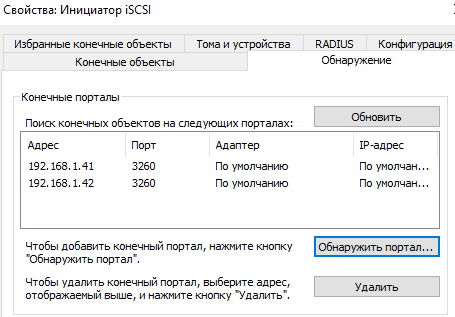 Свойства: Инициатор iSCSI
Избранные конечные объекты Тома и устройства RADIUS Конфигурация
Конечные объекты Обнаружение
Конечные порталы
Поиск конечных объектов на следующих порталах: Обновить
Адрес Порт Адаптер IP-адрес
192.168.1.41 3260 По умолчанию По умолчан...
192.168.1.42 3260 По умолчанию По умолчан...
Чтобы добавить конечный портал, нажмите кнопку
"Обнаружить портал".
Обнаружить портал...
Чтобы удалить конечный портал, выберите адрес,
отображаемый выше, и нажмите кнопку "Удалить".
Удалить